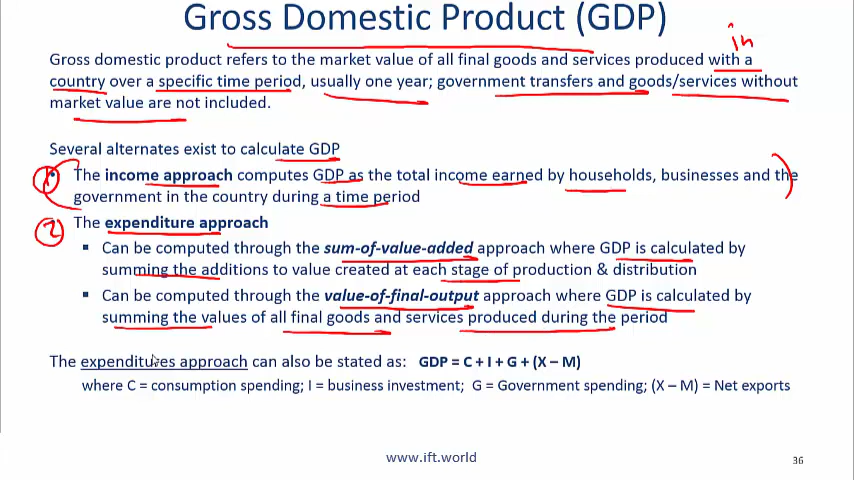 Gross Domestic Product (GDP)
in
Gross domestic product refers to the market value of all final goods and services produced with a
country over a specific time period, usually one year; government transfers and goods/services without
market value are not included.
Several alternates exist to calculate GDP
1 The income approach computes GDP as the total income earned by households, businesses and the
government in the country during a time period
2 The expenditure approach
▪ Can be computed through the sum-of-value-added approach where GDP is calculated by
summing the additions to value created at each stage of production & distribution
▪ Can be computed through the value-of-final-output approach where GDP is calculated by
summing the values of all final goods and services produced during the period
The expenditures approach can also be stated as: GDP = C + I + G + (X – M)
where C = consumption spending; I = business investment; G = Government spending; (X – M) = Net exports
www.ift.world
36